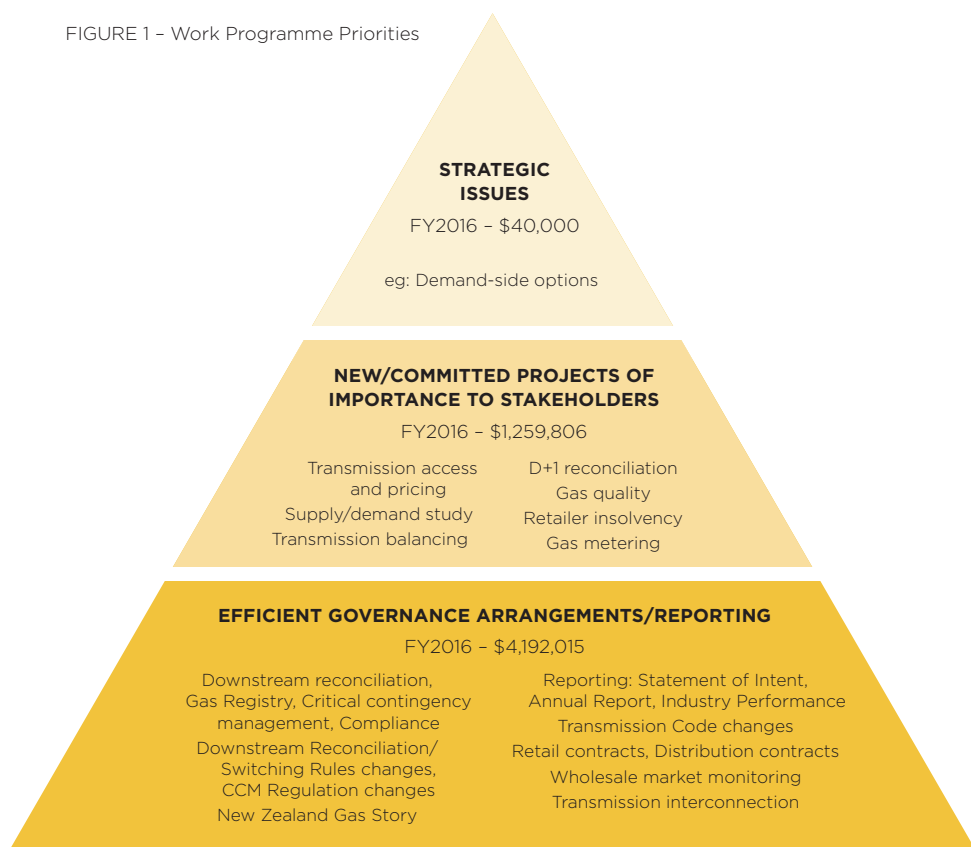 FIGURE 1 – Work Programme Priorities
STRATEGIC
ISSUES
FY2016 – $40,000
eg: Demand-side options
NEW/COMMITTED PROJECTS OF
IMPORTANCE TO STAKEHOLDERS
FY2016 – $1,259,806
Transmission access
and pricing
Supply/demand study
Transmission balancing
D+1 reconciliation
Gas quality
Retailer insolvency
Gas metering
EFFICIENT GOVERNANCE ARRANGEMENTS/REPORTING
FY2016 – $4,192,015
Downstream reconciliation,
Gas Registry, Critical contingency
management, Compliance
Downstream Reconciliation/
Switching Rules changes,
CCM Regulation changes
New Zealand Gas Story
Reporting: Statement of Intent,
Annual Report, Industry Performance
Transmission Code changes
Retail contracts, Distribution contracts
Wholesale market monitoring
Transmission interconnection